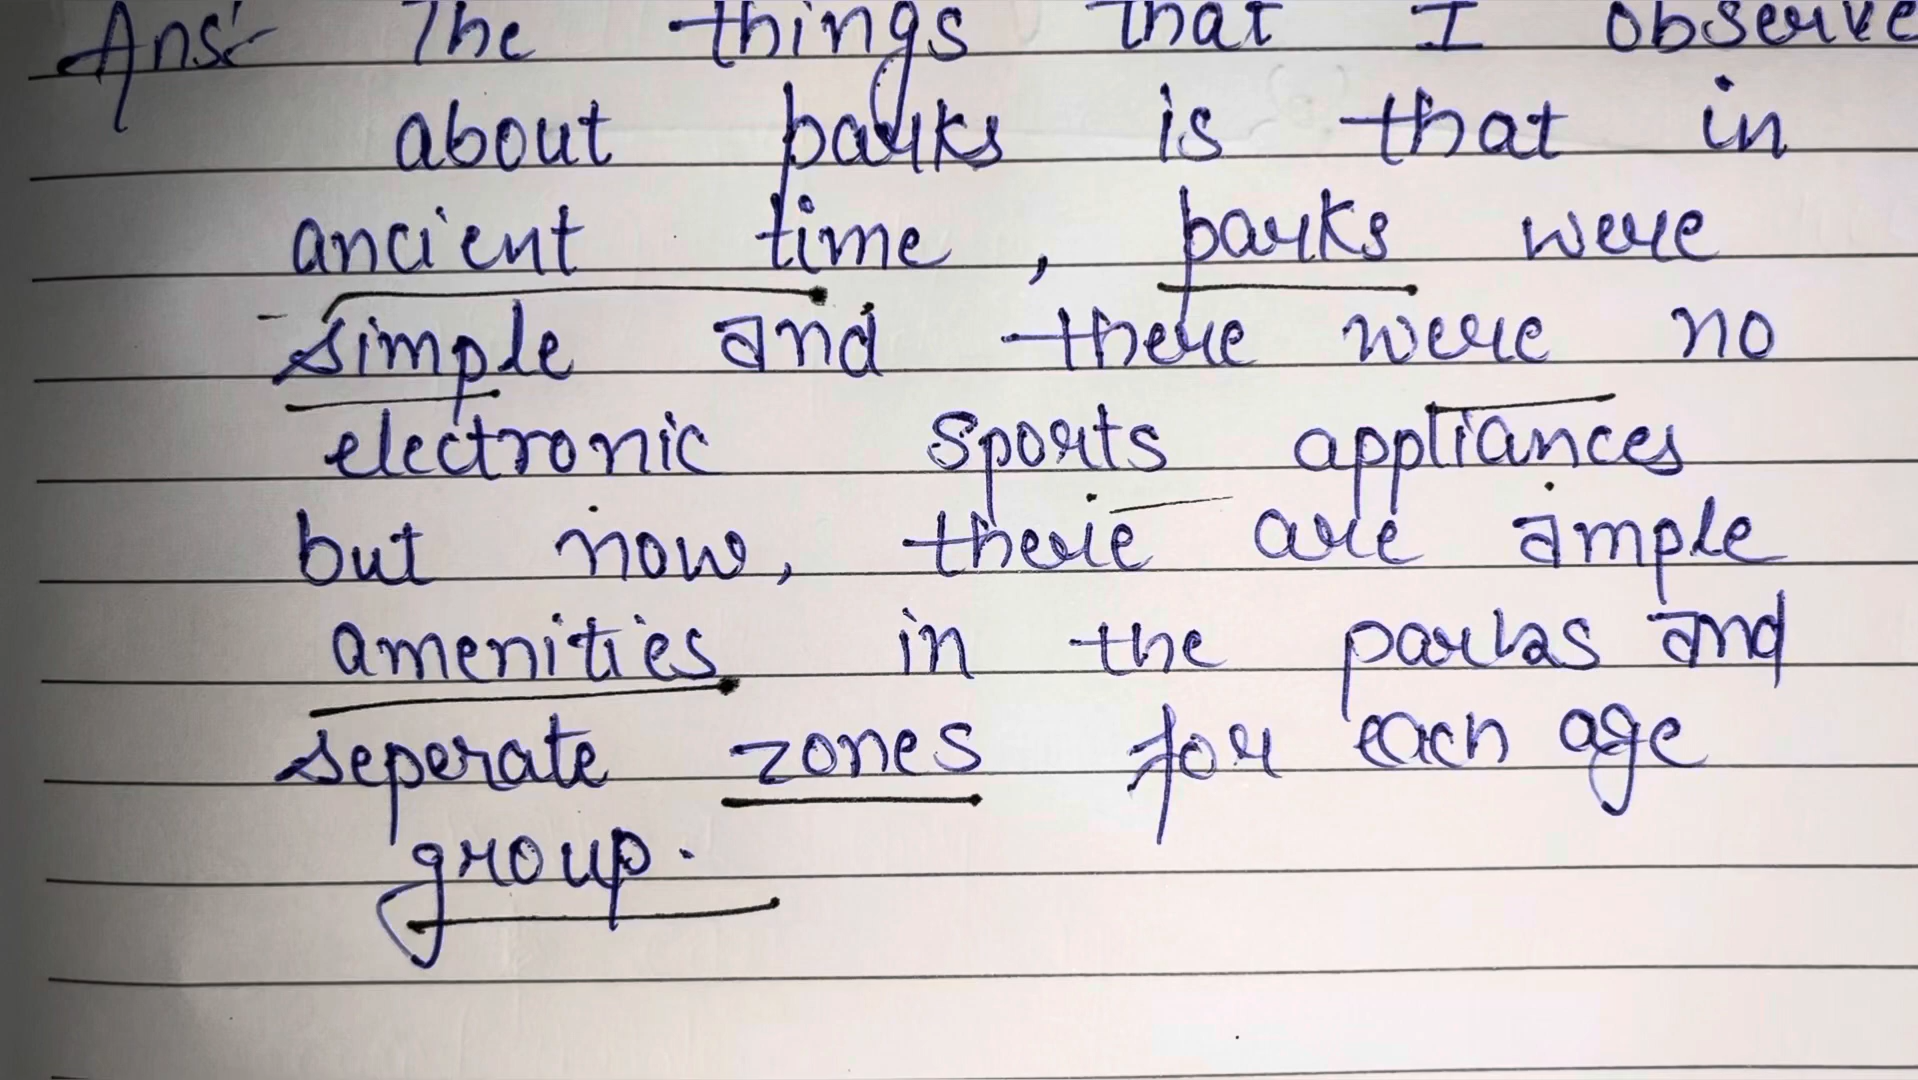 Ans:- The things that I observe
about parks is that in
ancient time, parks were
simple and there were no
electronic sports appliances
but now, there are ample
amenities in the parks and
seperate zones for each age
group.